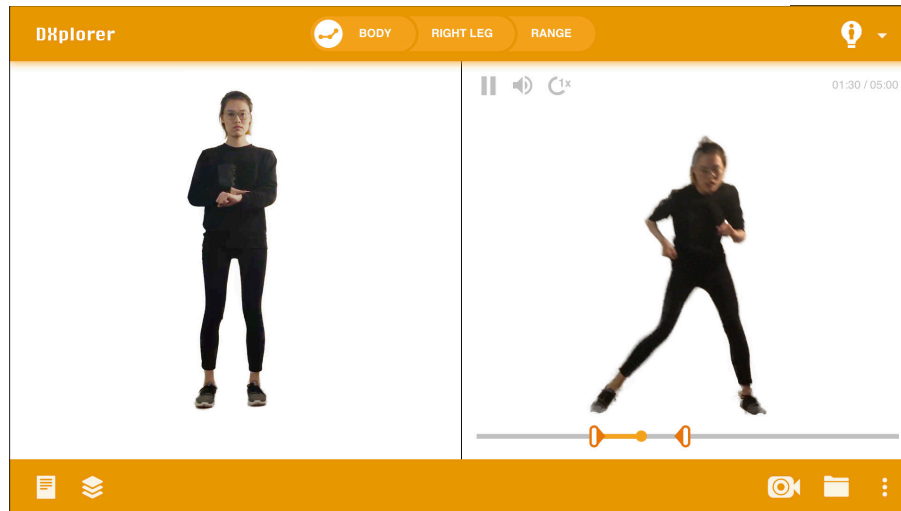 DXplorer
BODY
RIGHT LEG
RANGE
1x
01:30 / 05:00